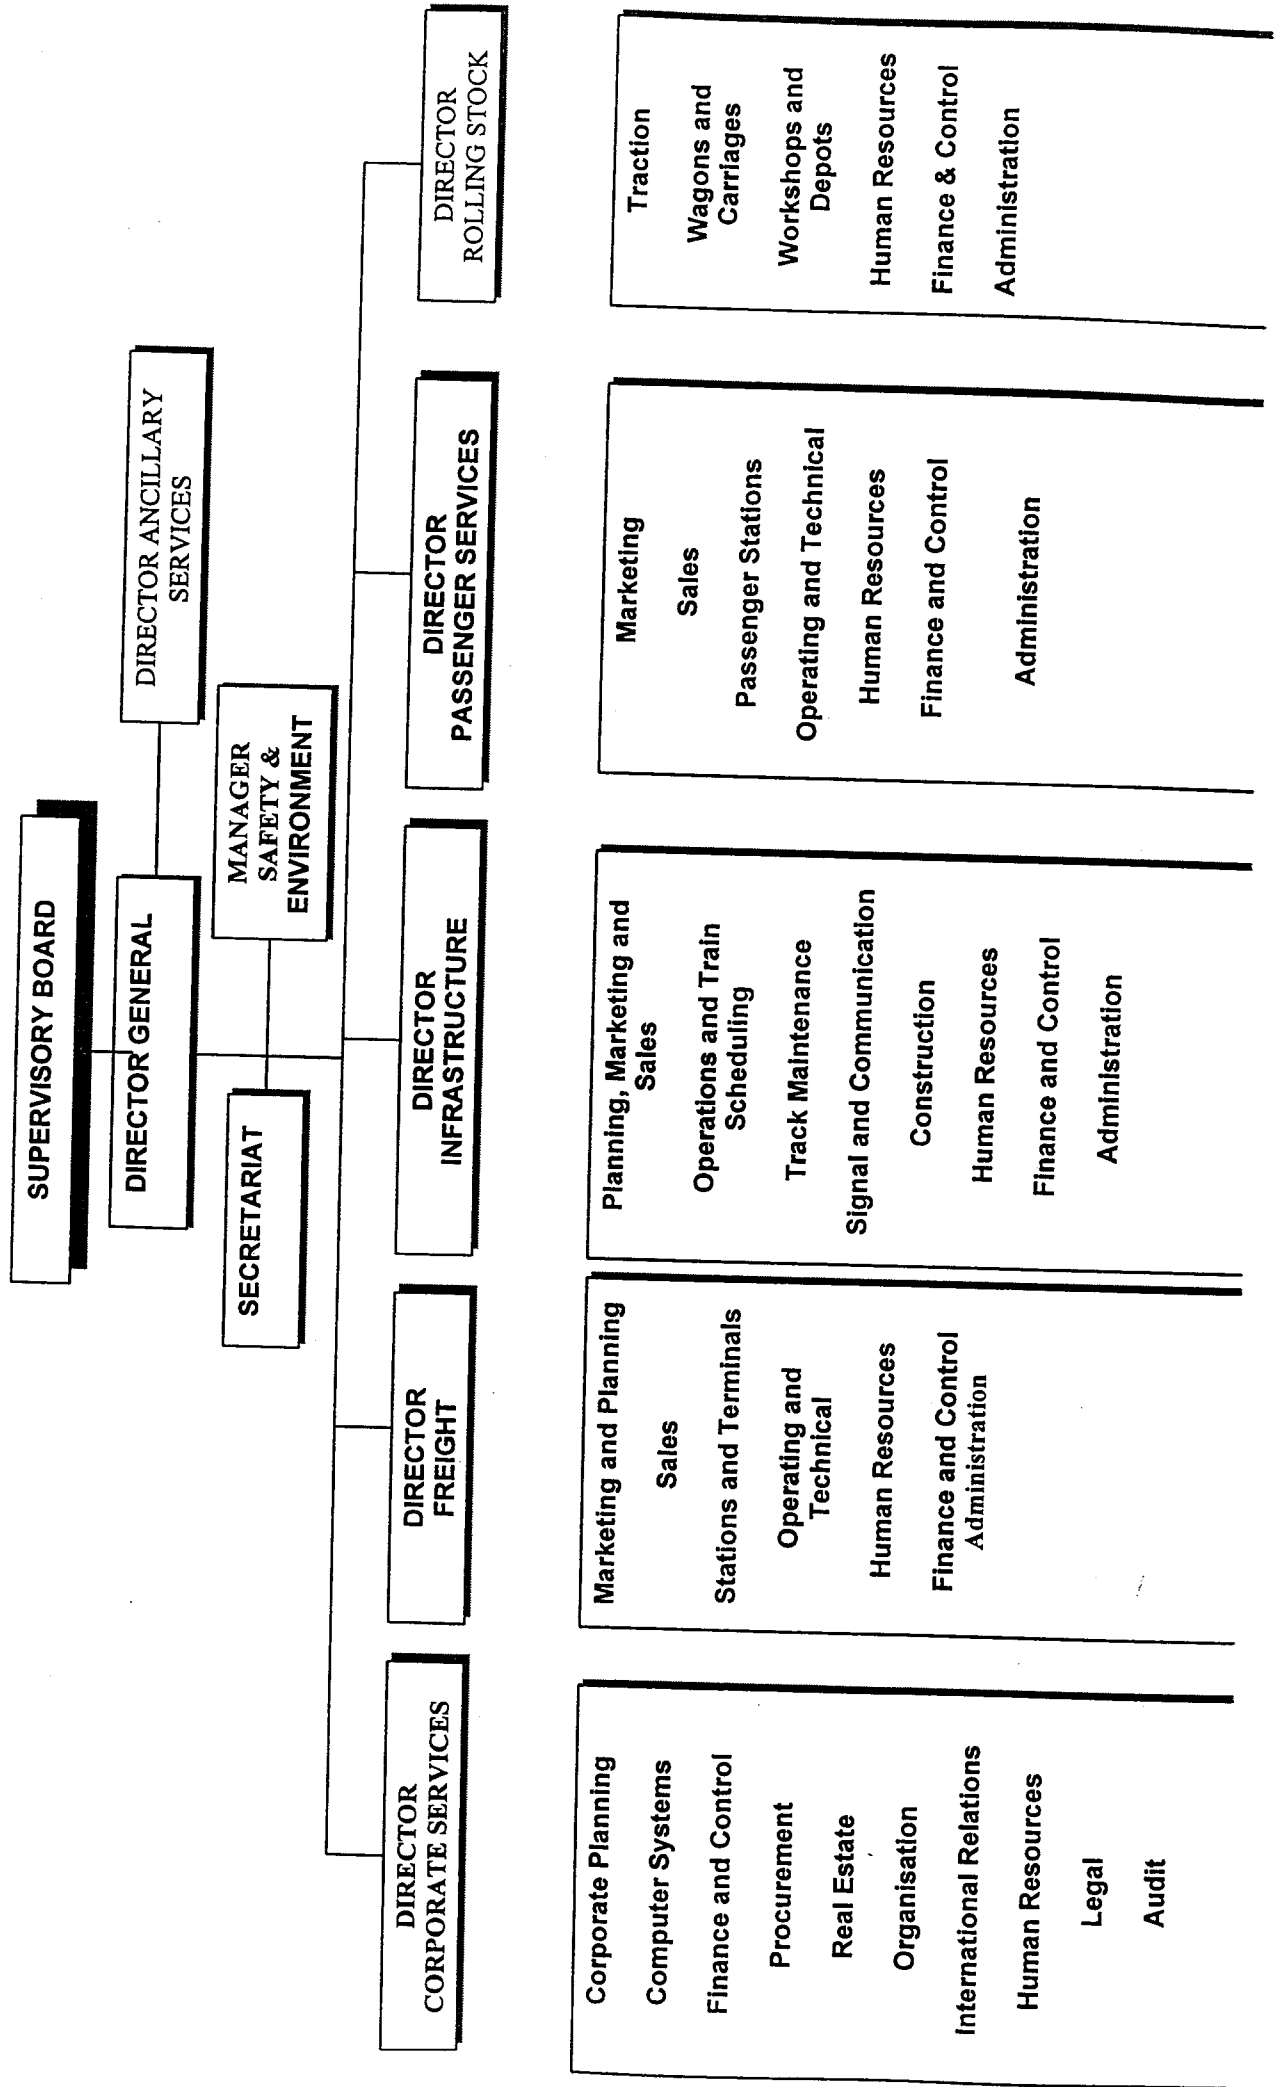 SUPERVISORY BOARD
DIRECTOR GENERAL
DIRECTOR ANCILLARY
SERVICES
SECRETARIAT
MANAGER
SAFETY &
ENVIRONMENT
DIRECTOR
CORPORATE SERVICES
DIRECTOR
FREIGHT
DIRECTOR
INFRASTRUCTURE
DIRECTOR
PASSENGER SERVICES
DIRECTOR
ROLLING STOCK
Corporate Planning
Computer Systems
Finance and Control
Procurement
Real Estate
Organisation
International Relations
Human Resources
Legal
Audit
Marketing and Planning
Sales
Stations and Terminals
Operating and
Technical
Human Resources
Finance and Control
Administration
Planning, Marketing and
Sales
Operations and Train
Scheduling
Track Maintenance
Signal and Communication
Construction
Human Resources
Finance and Control
Administration
Marketing
Sales
Passenger Stations
Operating and Technical
Human Resources
Finance and Control
Administration
Traction
Wagons and
Carriages
Workshops and
Depots
Human Resources
Finance & Control
Administration